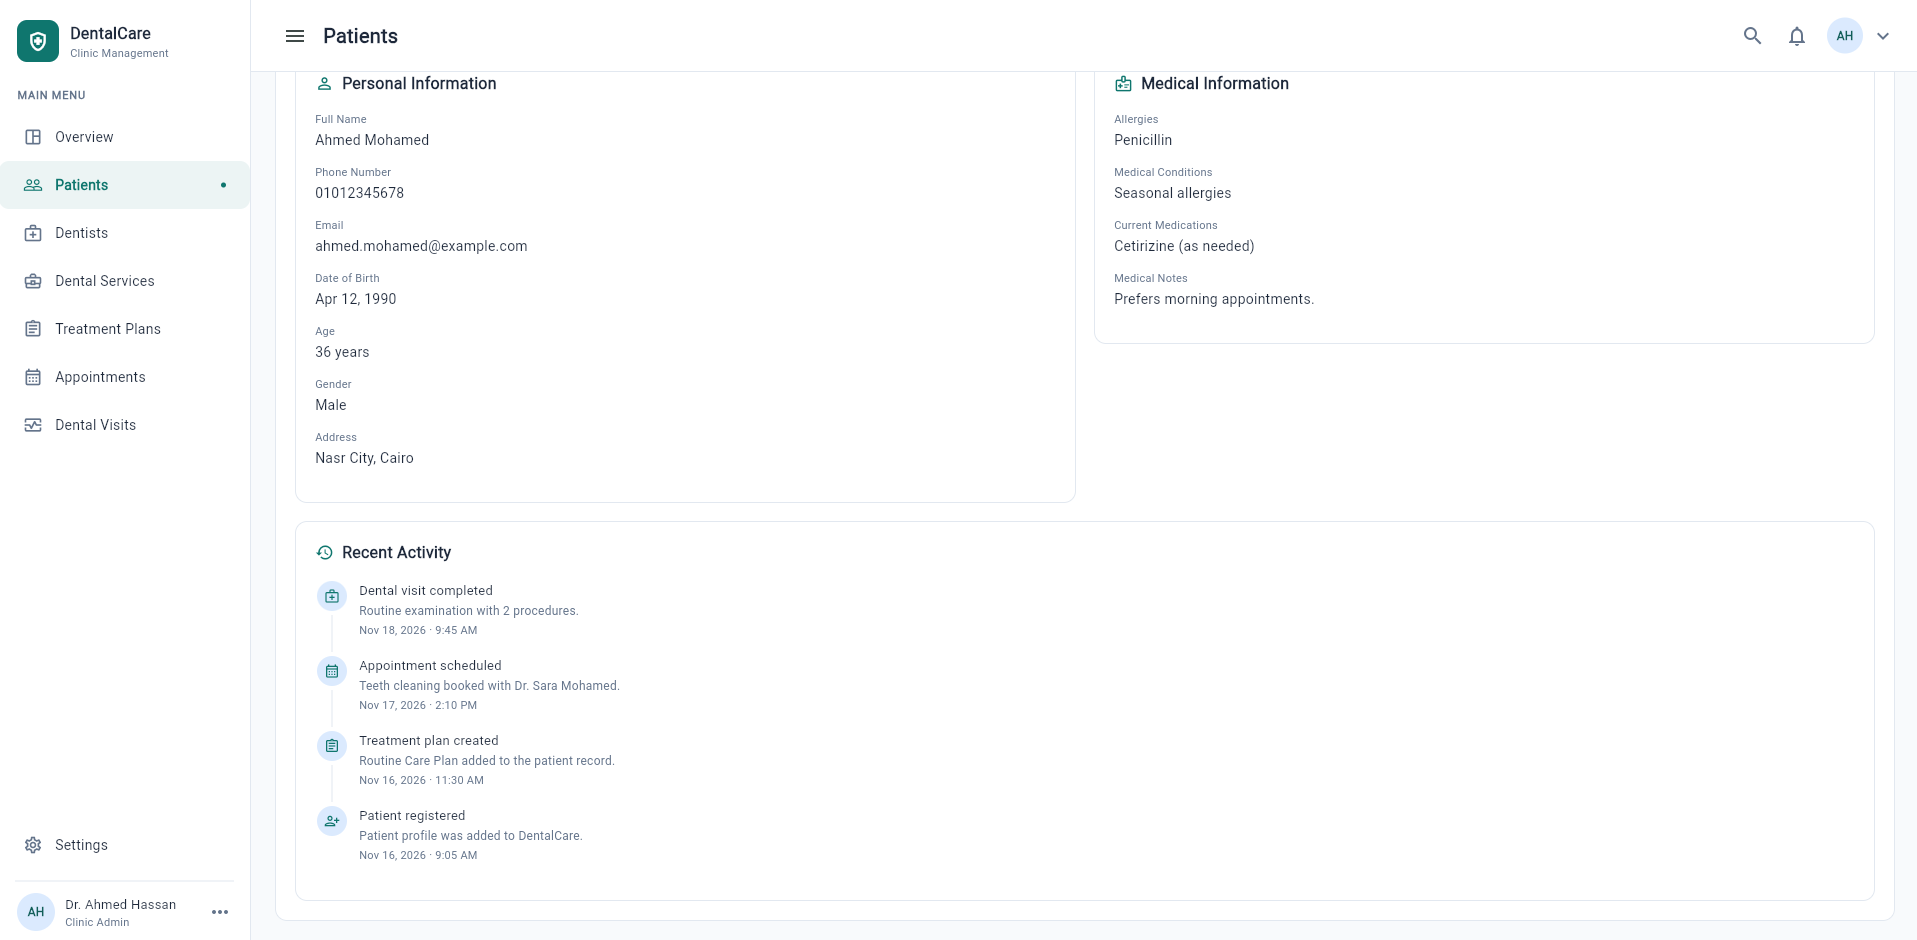 DentalCare
Clinic Management
MAIN MENU
Overview
Patients
Dentists
Dental Services
Treatment Plans
Appointments
Dental Visits
Settings
AH
Dr. Ahmed Hassan
Clinic Admin
Patients
AH
Personal Information
Full Name
Ahmed Mohamed
Phone Number
01012345678
Email
ahmed.mohamed@example.com
Date of Birth
Apr 12, 1990
Age
36 years
Gender
Male
Address
Nasr City, Cairo
Medical Information
Allergies
Penicillin
Medical Conditions
Seasonal allergies
Current Medications
Cetirizine (as needed)
Medical Notes
Prefers morning appointments.
Recent Activity
Dental visit completed
Routine examination with 2 procedures.
Nov 18, 2026 · 9:45 AM
Appointment scheduled
Teeth cleaning booked with Dr. Sara Mohamed.
Nov 17, 2026 · 2:10 PM
Treatment plan created
Routine Care Plan added to the patient record.
Nov 16, 2026 · 11:30 AM
Patient registered
Patient profile was added to DentalCare.
Nov 16, 2026 · 9:05 AM